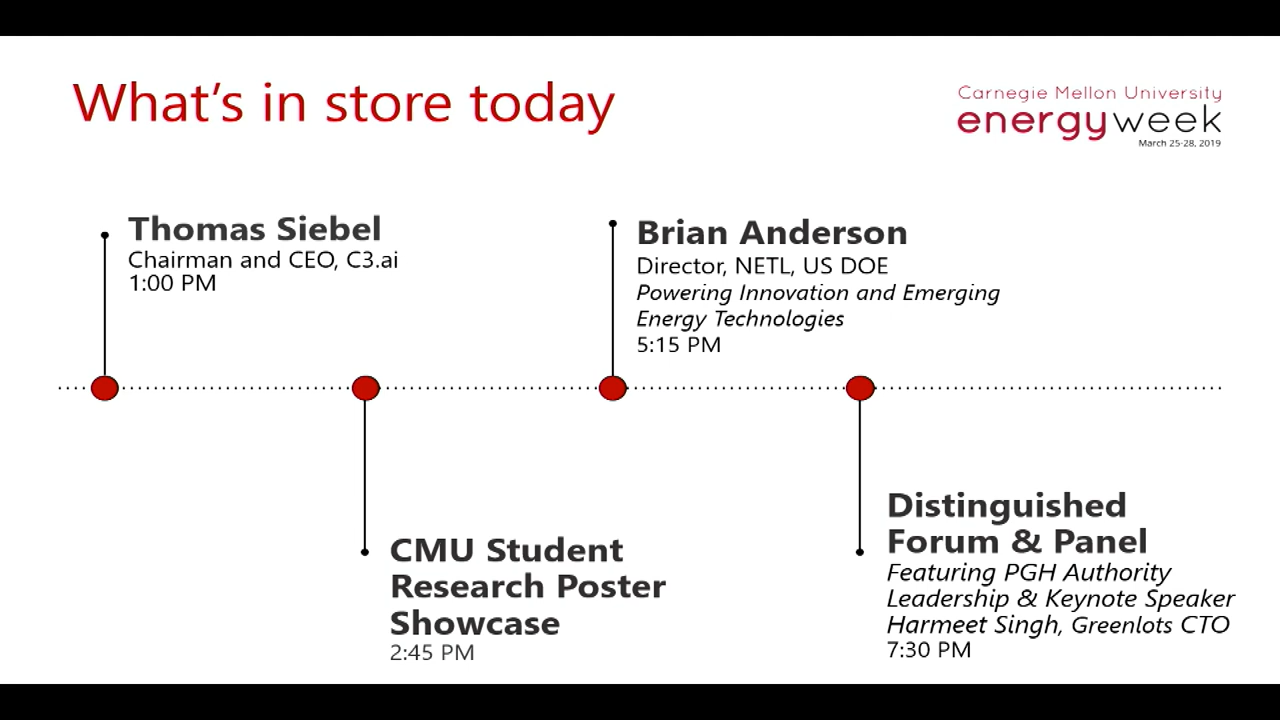 What's in store today
Carnegie Mellon University
energyweek
March 25-28, 2019
Thomas Siebel
Chairman and CEO, C3.ai
1:00 PM
Brian Anderson
Director, NETL, US DOE
Powering Innovation and Emerging
Energy Technologies
5:15 PM
CMU Student
Research Poster
Showcase
2:45 PM
Distinguished
Forum & Panel
Featuring PGH Authority
Leadership & Keynote Speaker
Harmeet Singh, Greenlots CTO
7:30 PM